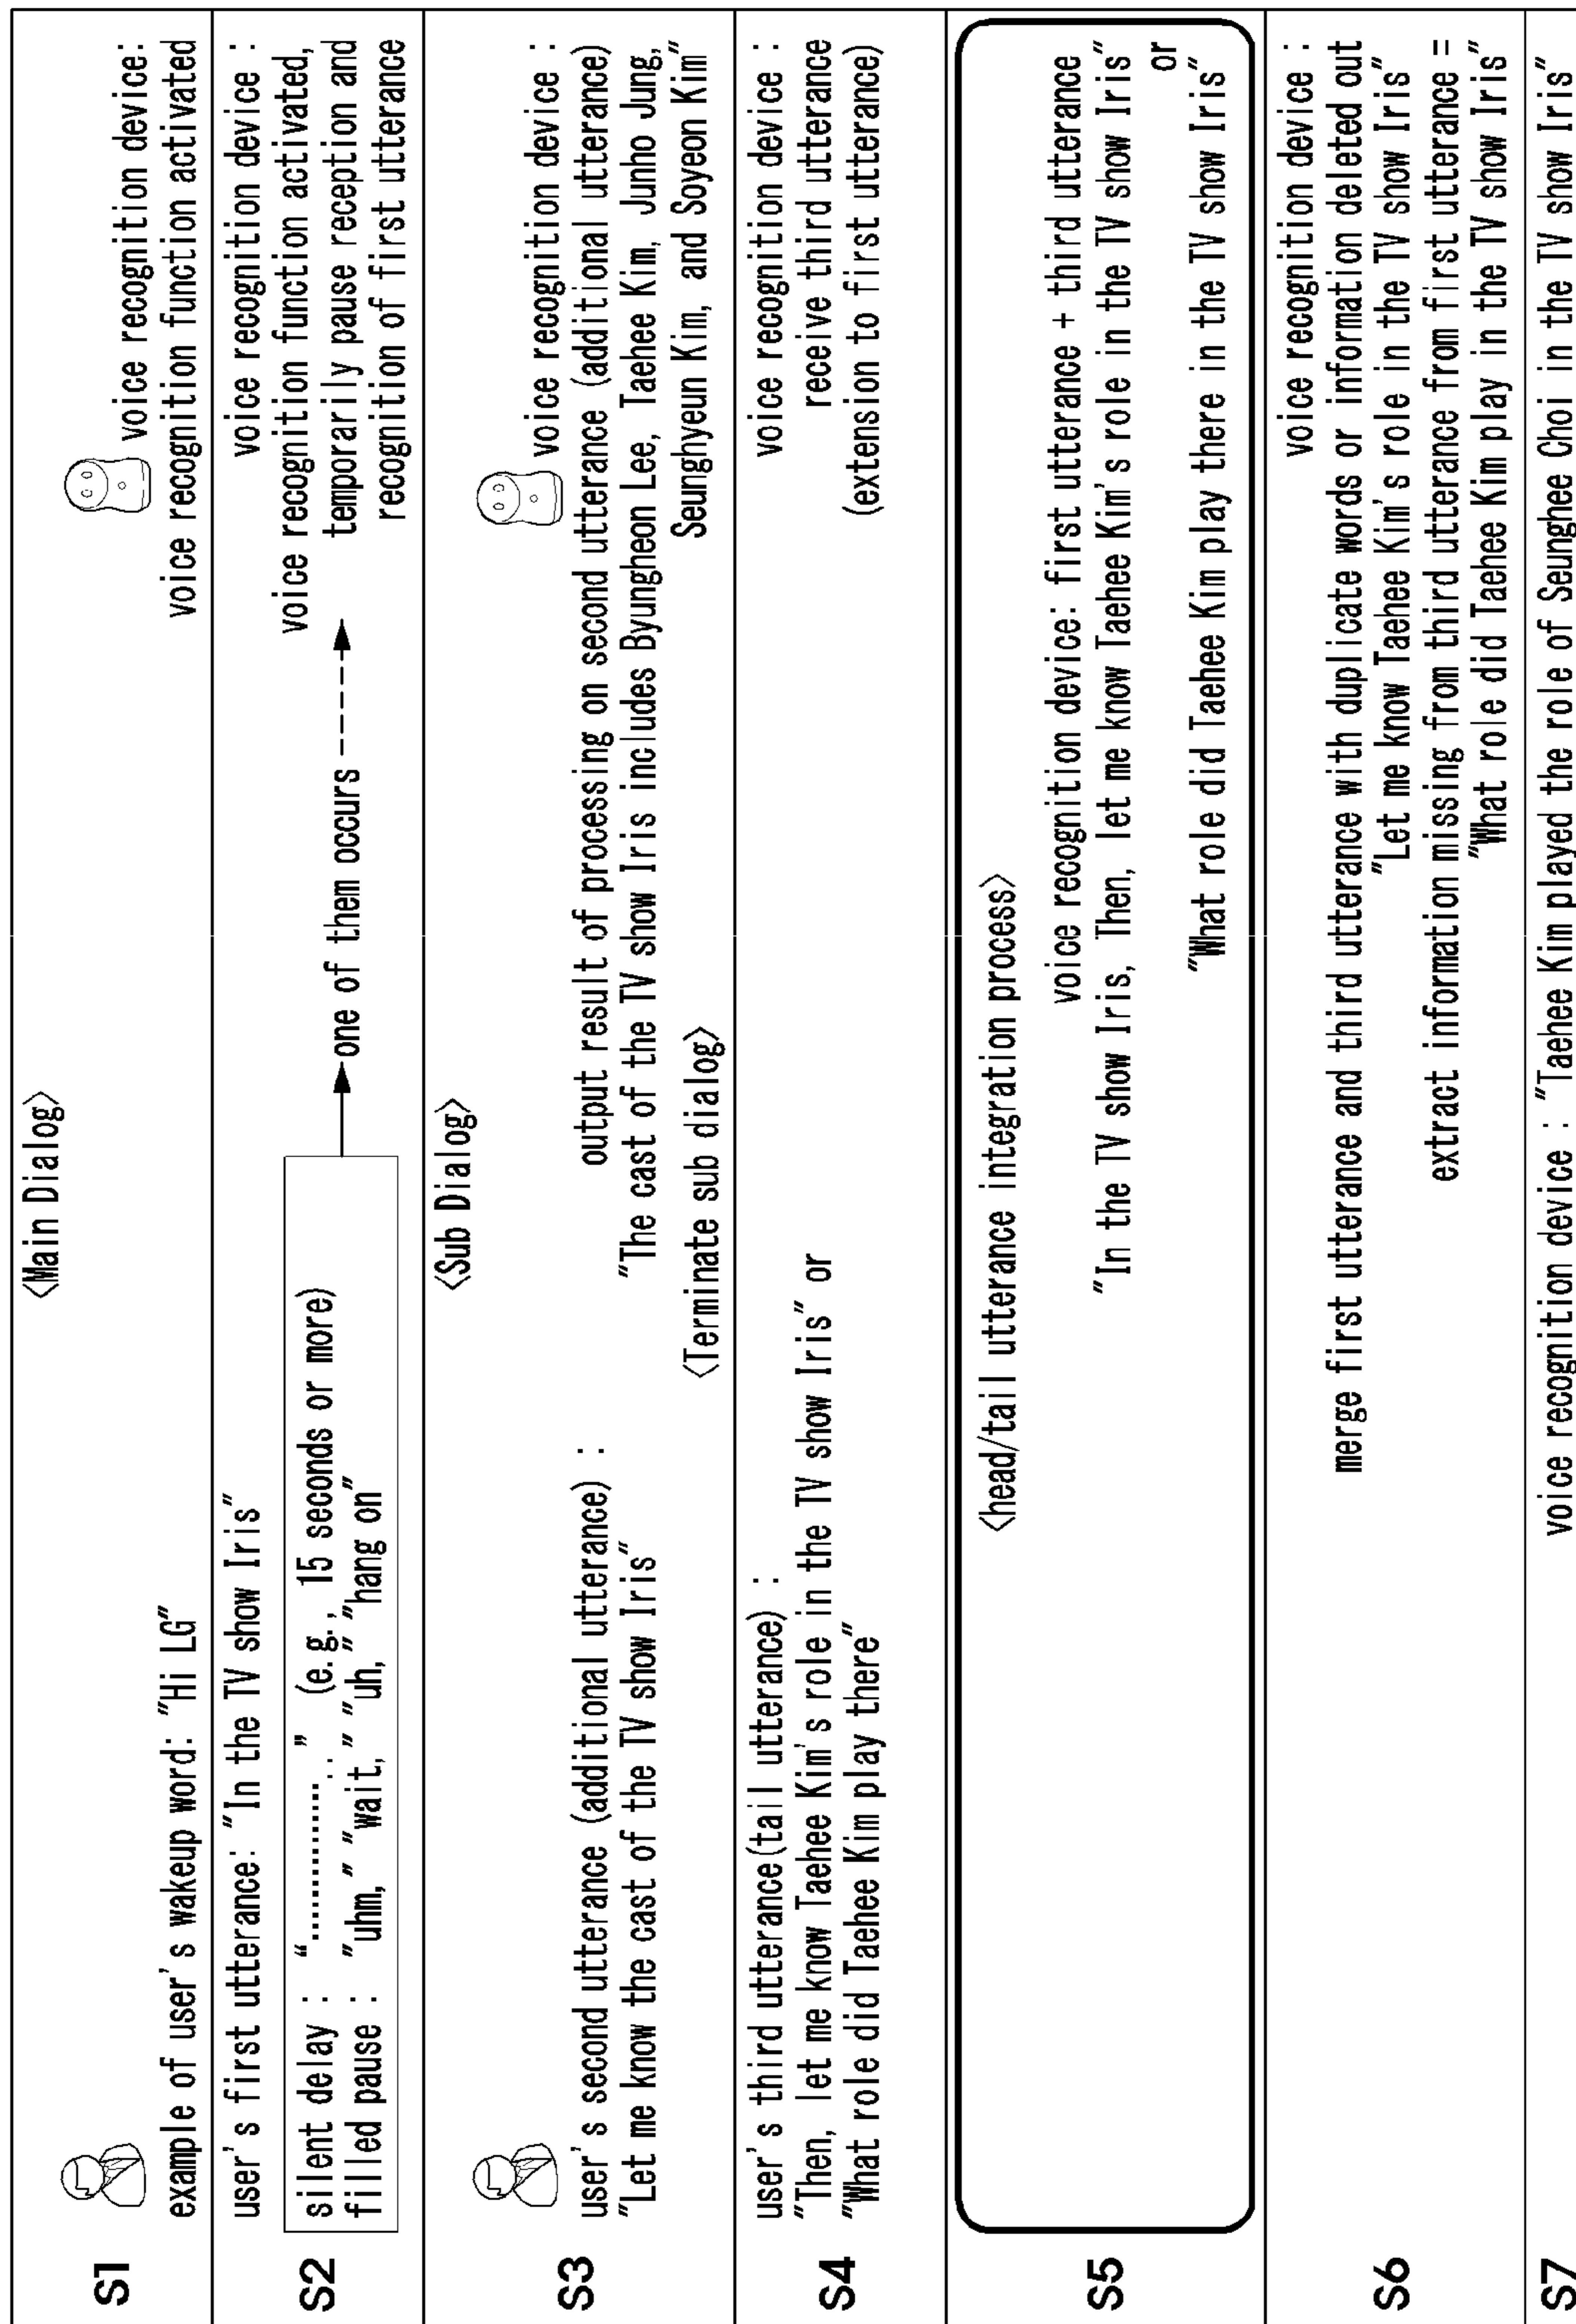 <Main Dialog>
S1
voice recognition device:
example of user's wakeup word: "Hi LG"
voice recognition function activated
S2
user's first utterance: "In the TV show Iris"
voice recognition device :
silent delay : "................" (e.g., 15 seconds or more)
filled pause : "uhm," "wait," "uh," "hang on"
one of them occurs
voice recognition function activated,
temporarily pause reception and
recognition of first utterance
<Sub Dialog>
S3
voice recognition device :
user's second utterance (additional utterance) :
"Let me know the cast of the TV show Iris"
output result of processing on second utterance (additional utterance)
"The cast of the TV show Iris includes Byungheon Lee, Taehee Kim, Junho Jung,
Seunghyeun Kim, and Soyeon Kim"
<Terminate sub dialog>
S4
user's third utterance(tail utterance) :
"Then, let me know Taehee Kim's role in the TV show Iris" or
"What role did Taehee Kim play there"
voice recognition device :
receive third utterance
(extension to first utterance)
S5
<head/tail utterance integration process>
voice recognition device: first utterance + third utterance
"In the TV show Iris, Then, let me know Taehee Kim's role in the TV show Iris"
or
"What role did Taehee Kim play there in the TV show Iris"
S6
voice recognition device :
merge first utterance and third utterance with duplicate words or information deleted out
"Let me know Taehee Kim's role in the TV show Iris"
extract information missing from third utterance from first utterance =
"What role did Taehee Kim play in the TV show Iris"
S7
voice recognition device : "Taehee Kim played the role of Seunghee Choi in the TV show Iris"